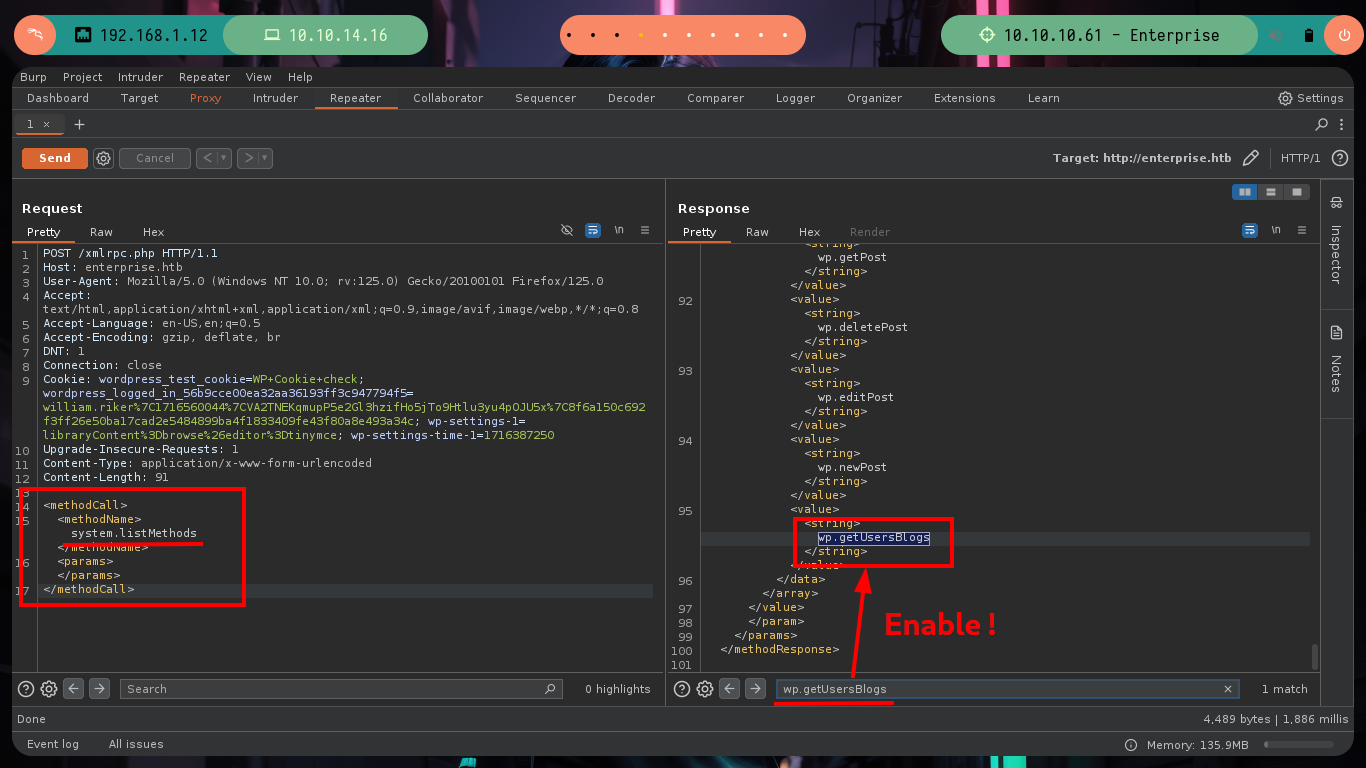 192.168.1.12
10.10.14.16
10.10.10.61 - Enterprise
Burp Project Intruder Repeater View Help
Dashboard Target Proxy Intruder Repeater Collaborator Sequencer Decoder Comparer Logger Organizer Extensions Learn Settings
1 × +
Send Cancel < >
Target: http://enterprise.htb HTTP/1
Request
Pretty Raw Hex \n
1 POST /xmlrpc.php HTTP/1.1
2 Host: enterprise.htb
3 User-Agent: Mozilla/5.0 (Windows NT 10.0; rv:125.0) Gecko/20100101 Firefox/125.0
4 Accept:
text/html,application/xhtml+xml,application/xml;q=0.9,image/avif,image/webp,*/*;q=0.8
5 Accept-Language: en-US,en;q=0.5
6 Accept-Encoding: gzip, deflate, br
7 DNT: 1
8 Connection: close
9 Cookie: wordpress_test_cookie=WP+Cookie+check;
wordpress_logged_in_56b9cce00ea32aa36193ff3c947794f5=
william.riker%7C1716560044%7CVA2TNEKqmupP5e2Gl3hzifHo5jTo9Htlu3yu4pOJU5x%7C8f6a150c692
f3ff26e50ba17cad2e5484899ba4f1833409fe43f80a8e493a34c; wp-settings-1=
libraryContent%3Dbrowse%26editor%3Dtinymce; wp-settings-time-1=1716387250
10 Upgrade-Insecure-Requests: 1
11 Content-Type: application/x-www-form-urlencoded
12 Content-Length: 91
13
14 <methodCall>
15 <methodName>
system.listMethods
</methodName>
16 <params>
</params>
17 </methodCall>
Search
0 highlights
Response
Pretty Raw Hex Render \n
<string>
wp.getPost
</string>
</value>
92 <value>
<string>
wp.deletePost
</string>
</value>
93 <value>
<string>
wp.editPost
</string>
</value>
94 <value>
<string>
wp.newPost
</string>
</value>
95 <value>
<string>
wp.getUsersBlogs
</string>
</value>
96 </data>
</array>
97 </value>
98 </param>
99 </params>
100 </methodResponse>
101
Enable !
wp.getUsersBlogs
1 match
Inspector
Notes
Done
4,489 bytes | 1,886 millis
Event log All issues
Memory: 135.9MB